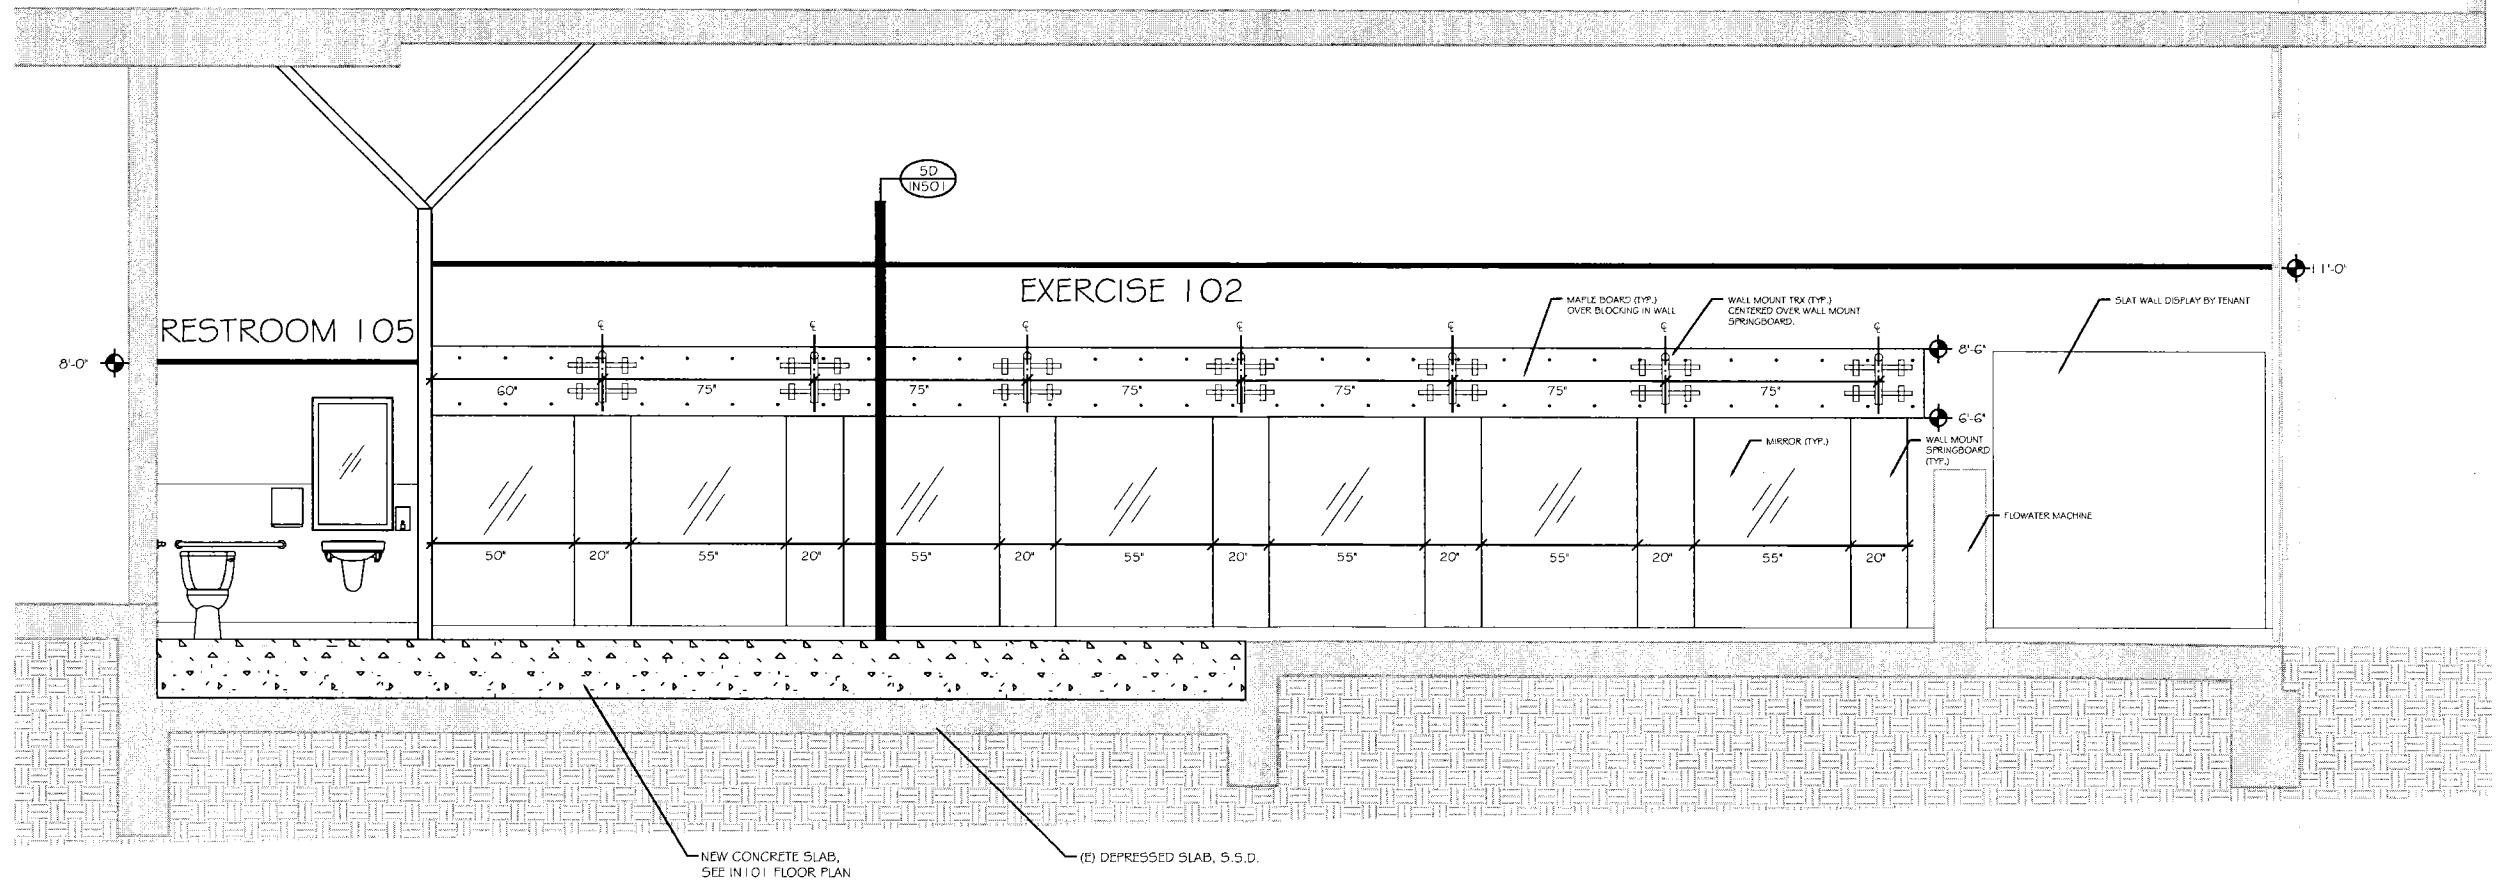 5D
IN501
11'-0"
EXERCISE 102
MAPLE BOARD (TYP.)
OVER BLOCKING IN WALL
WALL MOUNT TRX (TYP.)
CENTERED OVER WALL MOUNT
SPRINGBOARD.
SLAT WALL DISPLAY BY TENANT
RESTROOM 105
℄ ℄ ℄ ℄ ℄ ℄ ℄
8'-0"
8'-6"
60" 75" 75" 75" 75" 75" 75"
6'-6"
MIRROR (TYP.)
WALL MOUNT
SPRINGBOARD
(TYP.)
FLOWATER MACHINE
50" 20" 55" 20" 55" 20" 55" 20" 55" 20" 55" 20" 55" 20"
NEW CONCRETE SLAB,
SEE IN101 FLOOR PLAN
(E) DEPRESSED SLAB, S.S.D.